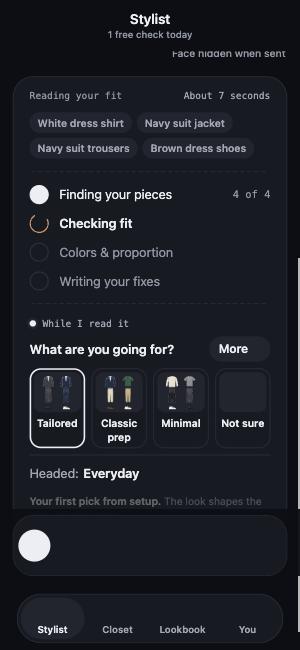 Stylist
1 free check today
Face hidden when sent
Reading your fit
About 7 seconds
White dress shirt
Navy suit jacket
Navy suit trousers
Brown dress shoes
Finding your pieces
4 of 4
Checking fit
Colors & proportion
Writing your fixes
While I read it
What are you going for?
More
Tailored
Classic prep
Minimal
Not sure
Headed: Everyday
Your first pick from setup. The look shapes the
Stylist
Closet
Lookbook
You